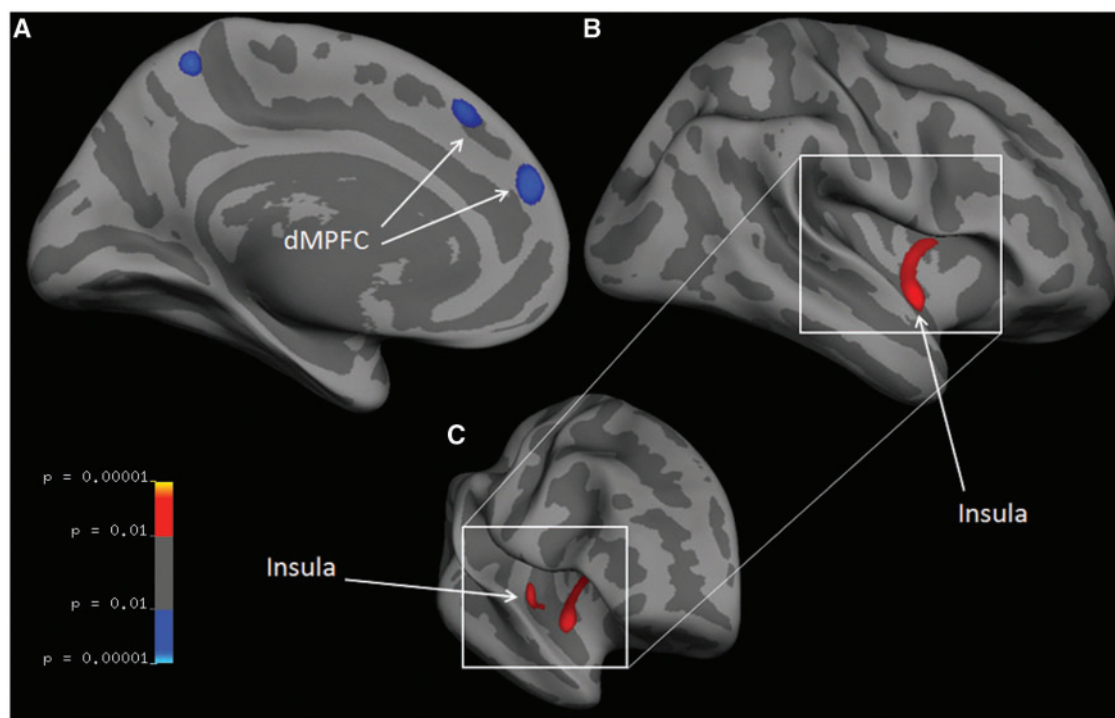 A
B
dMPFC
C
p = 0.00001
p = 0.01
p = 0.01
p = 0.00001
Insula
Insula